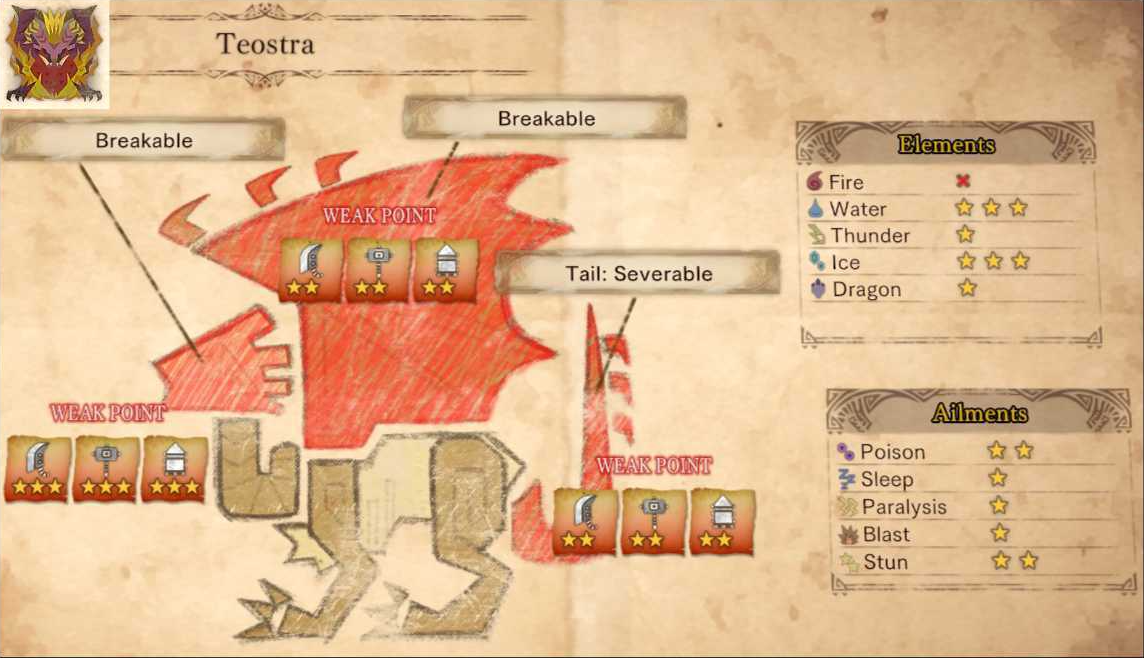 Teostra
Breakable
Breakable
WEAK POINT
Tail: Severable
WEAK POINT
WEAK POINT
Elements
Fire
Water
Thunder
Ice
Dragon
Ailments
Poison
Sleep
Paralysis
Blast
Stun